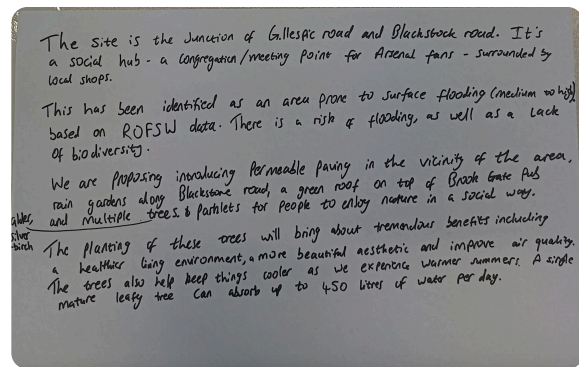 The site is the Junction of Gillespie road and Blackstock road. It's
a social hub - a congregation/meeting point for Arsenal fans - surrounded by
local shops.
This has been identified as an area prone to surface flooding (medium to high)
based on ROFSW data. There is a risk of flooding, as well as a lack
of biodiversity.
We are proposing introducing Permeable Paving in the vicinity of the area,
rain gardens along Blackstone road, a green roof on top of Brook Gate Pub
and multiple trees & parklets for people to enjoy nature in a social way.
alder,
silver
birch
The planting of these trees will bring about tremendous benefits including
a healthier living environment, a more beautiful aesthetic and improve air quality.
The trees also help keep things cooler as we experience warmer summers. A single
mature leafy tree can absorb up to 450 litres of water per day.